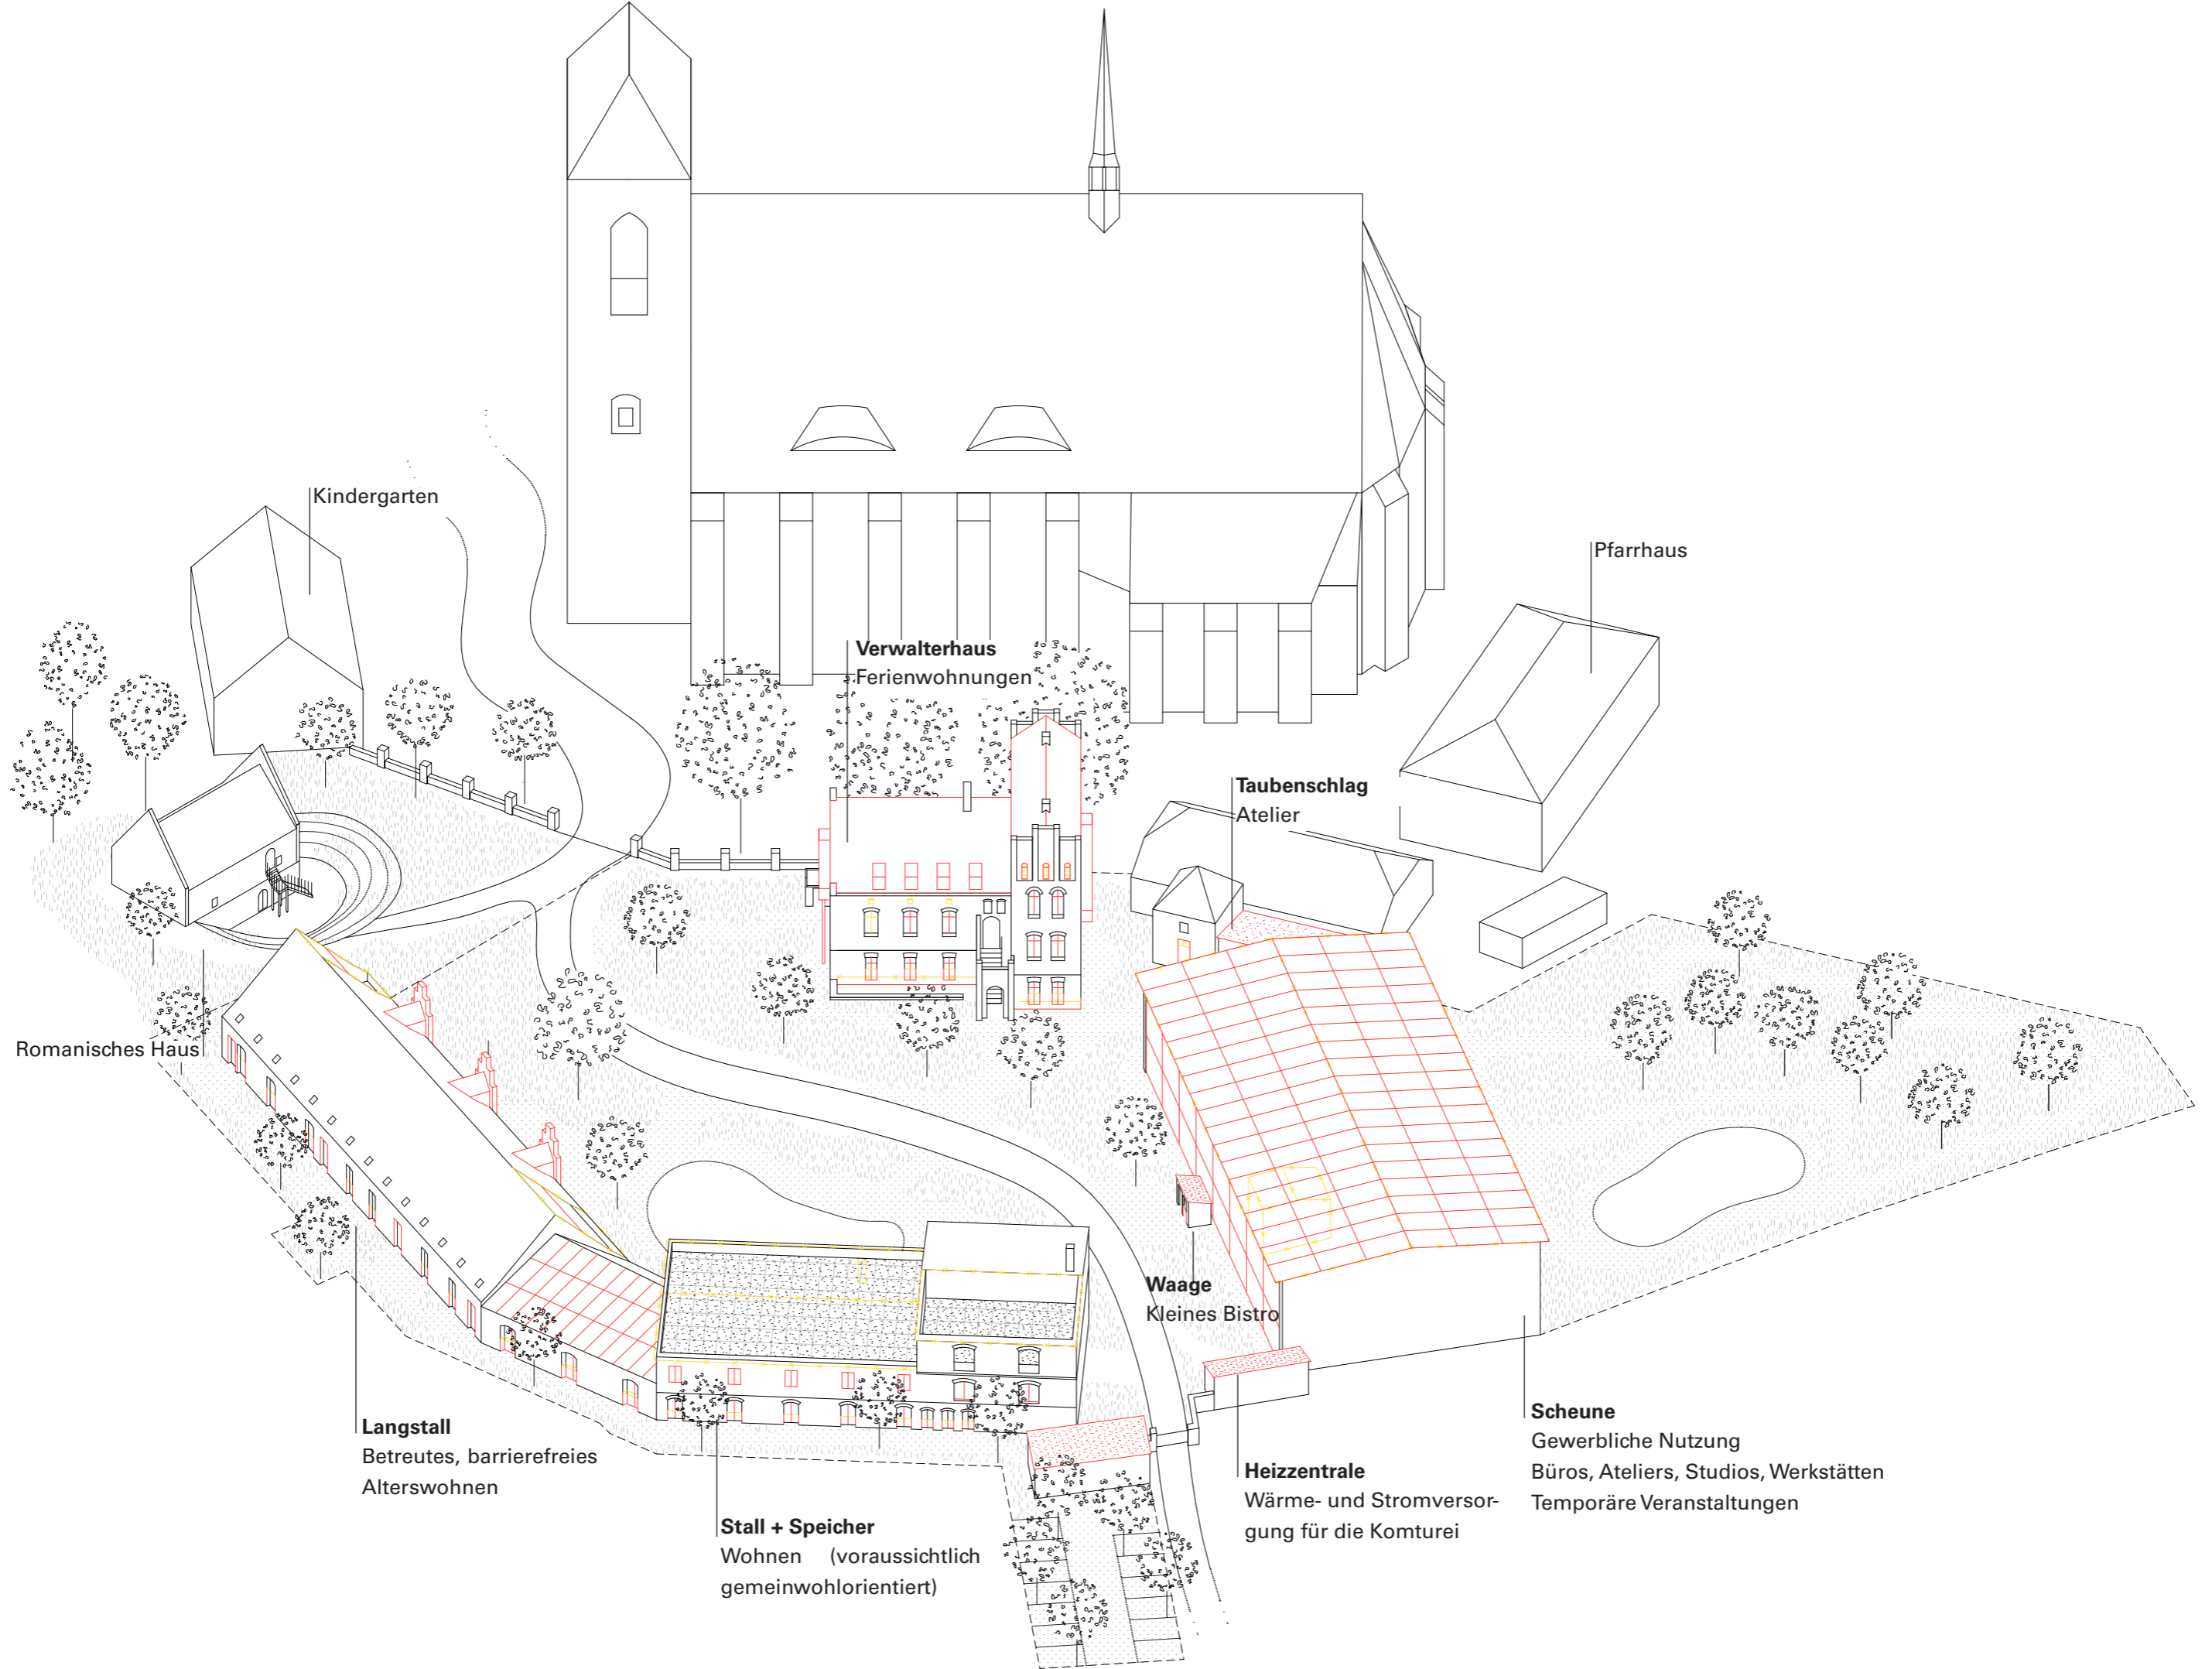 Kindergarten
Pfarrhaus
Verwalterhaus
Ferienwohnungen
Taubenschlag
Atelier
Romanisches Haus
Waage
Kleines Bistro
Langstall
Betreutes, barrierefreies
Alterswohnen
Scheune
Gewerbliche Nutzung
Büros, Ateliers, Studios, Werkstätten
Temporäre Veranstaltungen
Heizzentrale
Wärme- und Stromversor-
gung für die Komturei
Stall + Speicher
Wohnen (voraussichtlich
gemeinwohlorientiert)